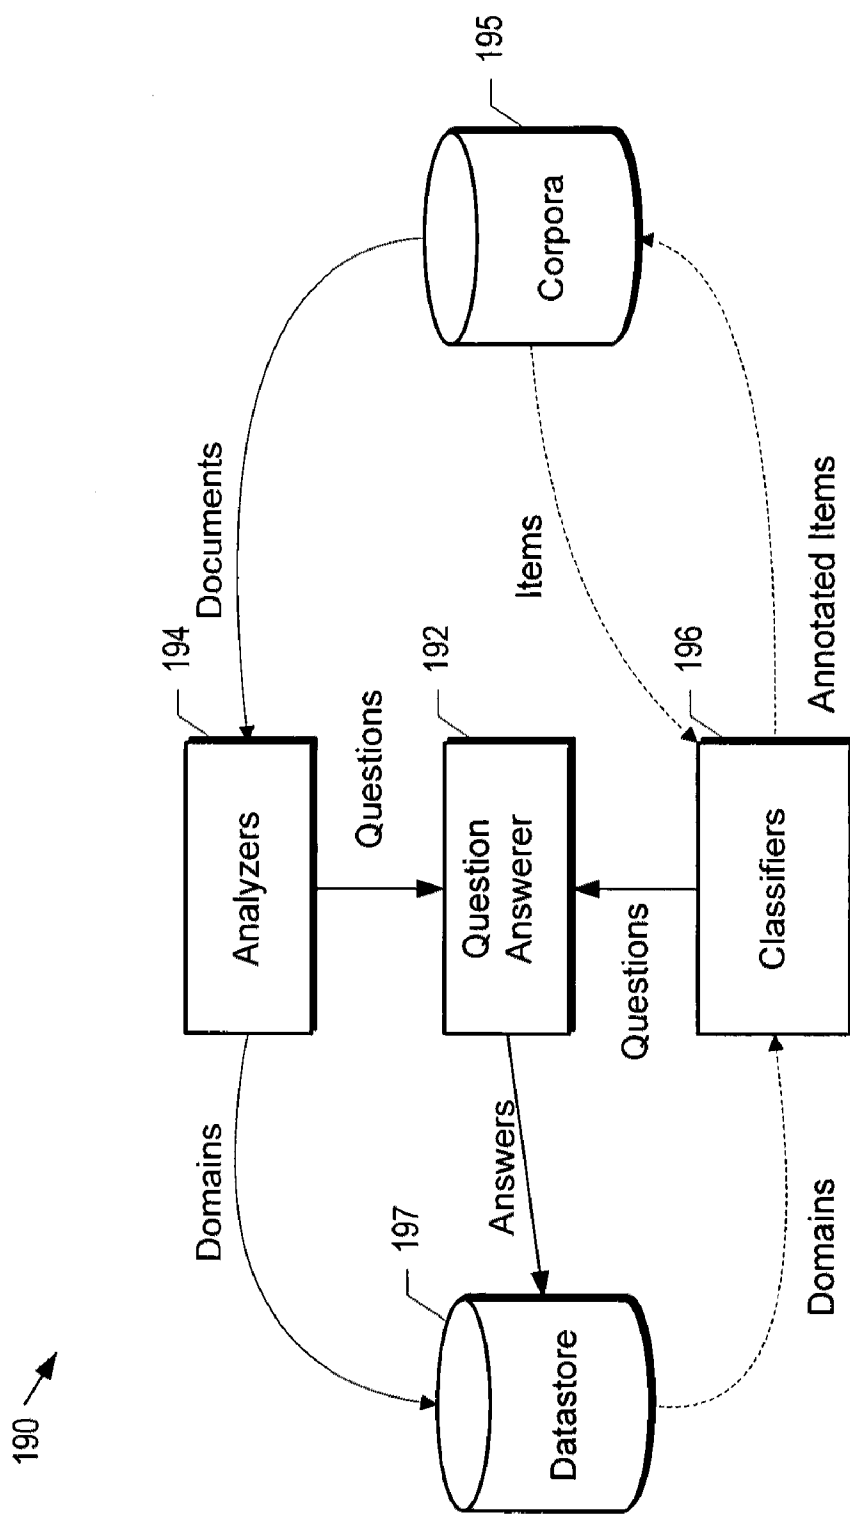 190
Domains
Analyzers
194
Documents
Questions
197
Datastore
Answers
Question
Answerer
192
Items
Corpora
195
Questions
Domains
Classifiers
196
Annotated Items